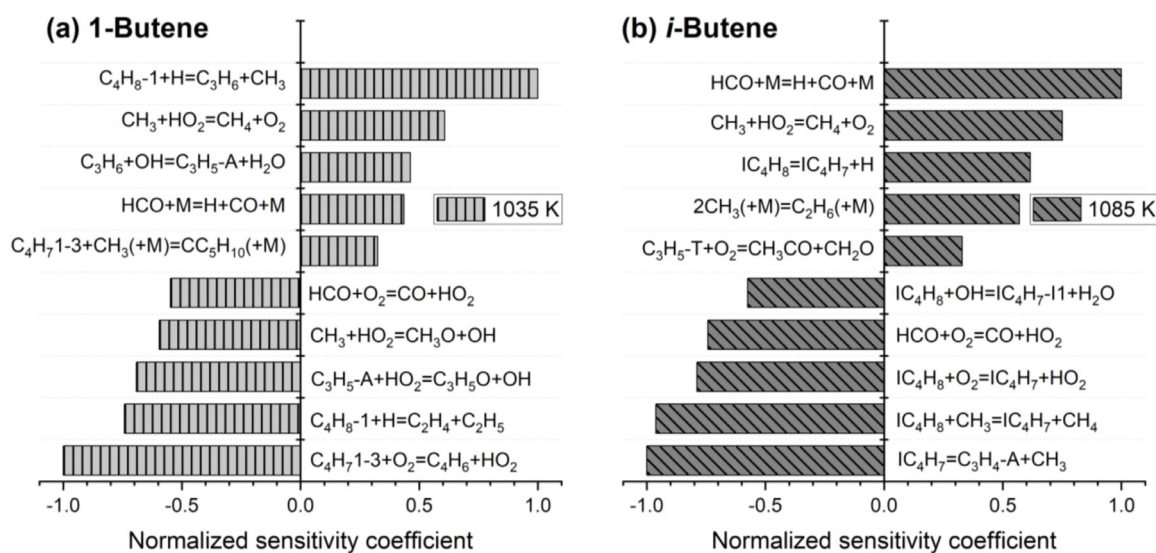 (a) 1-Butene
C₄H₈-1+H=C₃H₆+CH₃
CH₃+HO₂=CH₄+O₂
C₃H₆+OH=C₃H₅-A+H₂O
HCO+M=H+CO+M
1035 K
C₄H₇1-3+CH₃(+M)=CC₅H₁₀(+M)
HCO+O₂=CO+HO₂
CH₃+HO₂=CH₃O+OH
C₃H₅-A+HO₂=C₃H₅O+OH
C₄H₈-1+H=C₂H₄+C₂H₅
C₄H₇1-3+O₂=C₄H₆+HO₂
-1.0 -0.5 0.0 0.5 1.0
Normalized sensitivity coefficient
(b) i-Butene
HCO+M=H+CO+M
CH₃+HO₂=CH₄+O₂
IC₄H₈=IC₄H₇+H
2CH₃(+M)=C₂H₆(+M)
1085 K
C₃H₅-T+O₂=CH₃CO+CH₂O
IC₄H₈+OH=IC₄H₇-I1+H₂O
HCO+O₂=CO+HO₂
IC₄H₈+O₂=IC₄H₇+HO₂
IC₄H₈+CH₃=IC₄H₇+CH₄
IC₄H₇=C₃H₄-A+CH₃
-1.0 -0.5 0.0 0.5 1.0
Normalized sensitivity coefficient